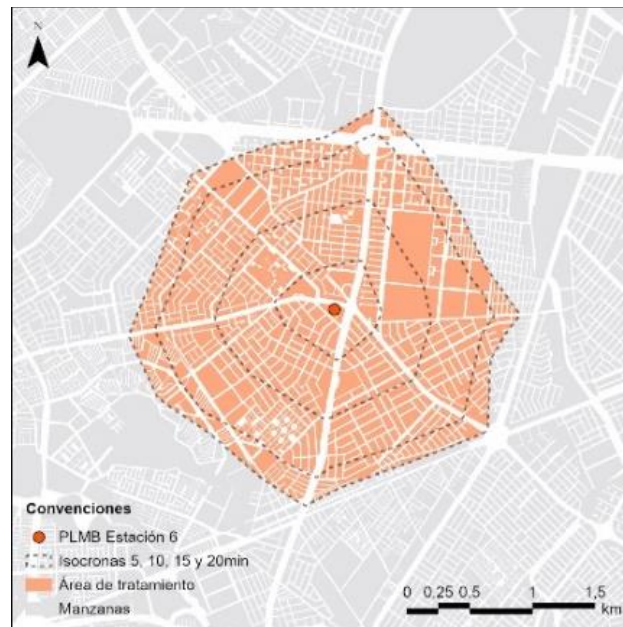 N
Convenciones
PLMB Estación 6
Isocronas 5, 10, 15 y 20min
Área de tratamiento
Manzanas
0 0,25 0,5 1 1,5
km